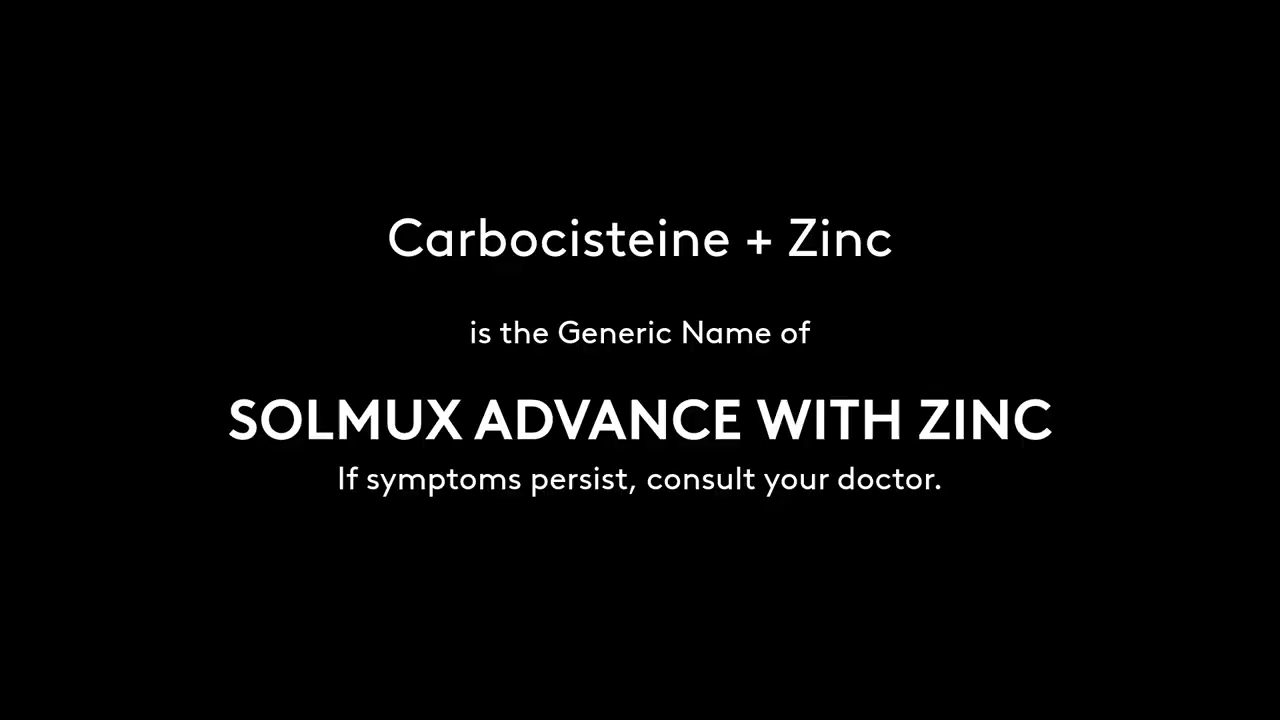 Carbocisteine + Zinc
is the Generic Name of
SOLMUX ADVANCE WITH ZINC
If symptoms persist, consult your doctor.